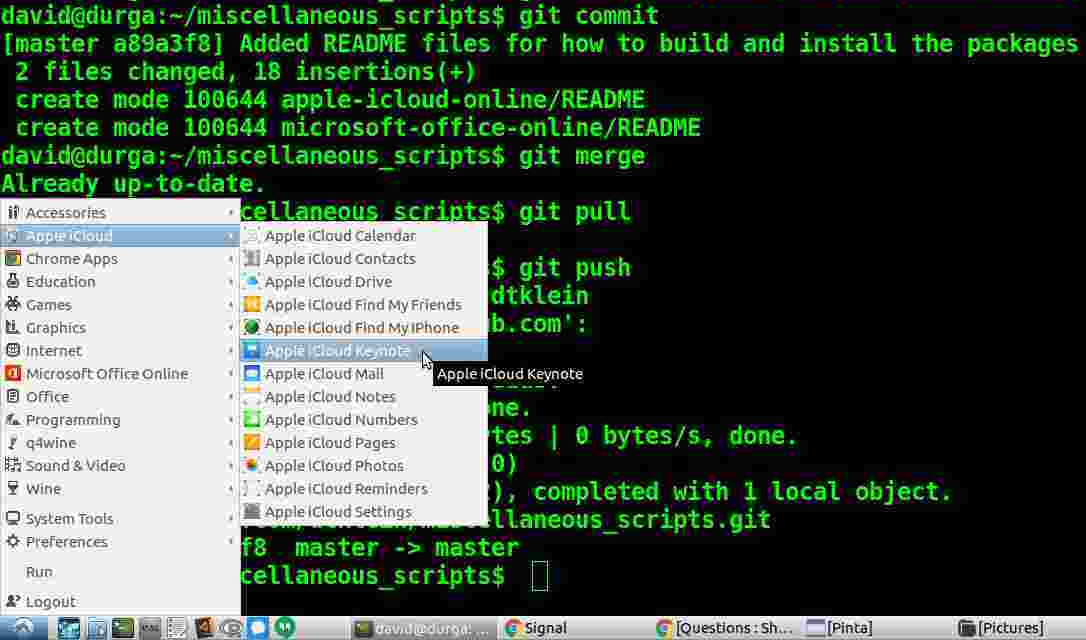 david@durga:~/miscellaneous_scripts$ git commit
[master a89a3f8] Added README files for how to build and install the packages
2 files changed, 18 insertions(+)
create mode 100644 apple-icloud-online/README
create mode 100644 microsoft-office-online/README
david@durga:~/miscellaneous_scripts$ git merge
Already up-to-date.
cellaneous_scripts$ git pull
$ git push
dtklein
b.com':
one.
ytes | 0 bytes/s, done.
0)
), completed with 1 local object.
llaneous_scripts.git
f8 master -> master
cellaneous_scripts$
Accessories
Apple iCloud
Chrome Apps
Education
Games
Graphics
Internet
Microsoft Office Online
Office
Programming
q4wine
Sound & Video
Wine
System Tools
Preferences
Run
Logout
Apple iCloud Calendar
Apple iCloud Contacts
Apple iCloud Drive
Apple iCloud Find My Friends
Apple iCloud Find My IPhone
Apple iCloud Keynote
Apple iCloud Mail
Apple iCloud Notes
Apple iCloud Numbers
Apple iCloud Pages
Apple iCloud Photos
Apple iCloud Reminders
Apple iCloud Settings
Apple iCloud Keynote
david@durga: ...
Signal
[Questions : Sh...
[Pinta]
[Pictures]